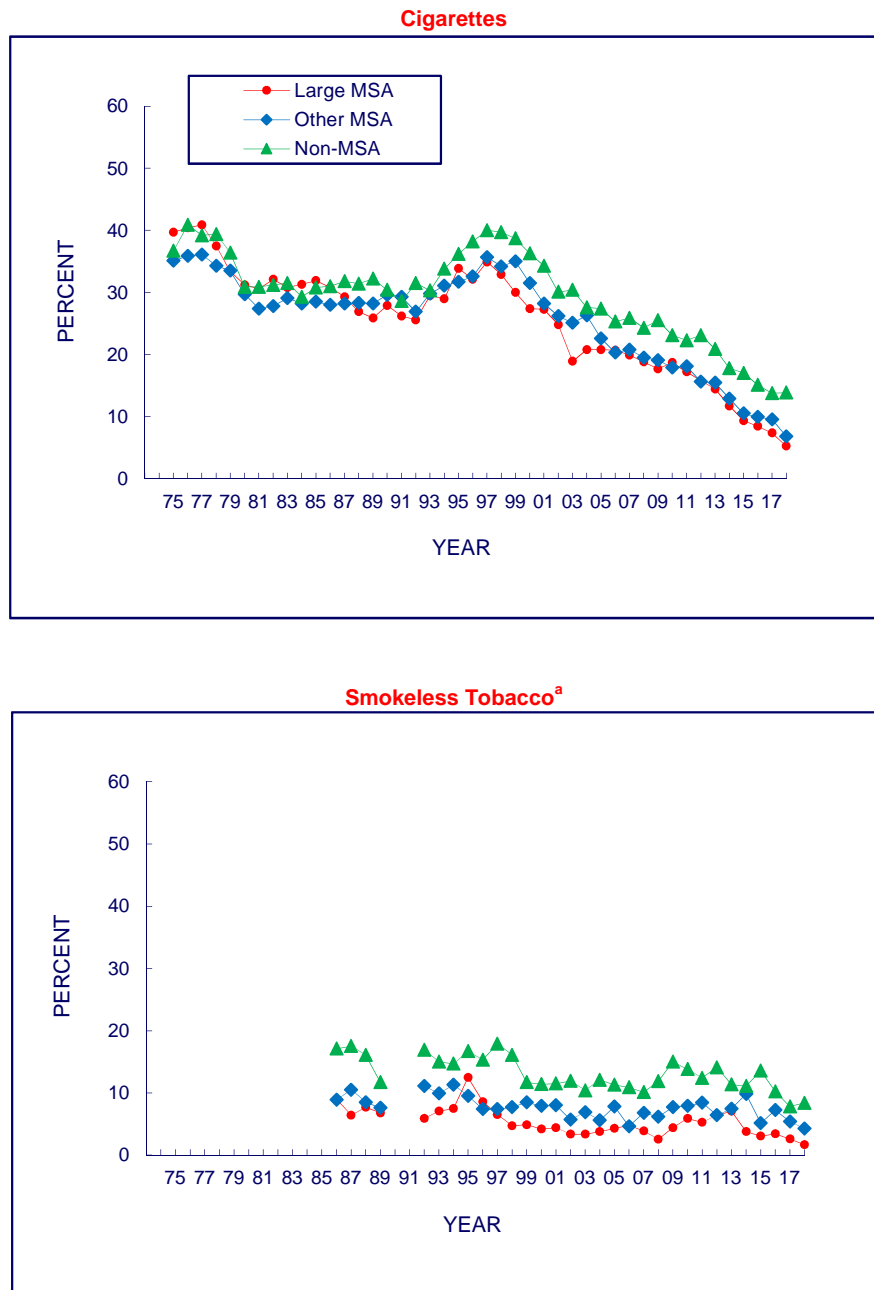 Cigarettes
Large MSA
Other MSA
Non-MSA
60
50
40
30
20
10
0
PERCENT
75 77 79 81 83 85 87 89 91 93 95 97 99 01 03 05 07 09 11 13 15 17
YEAR
Smokeless Tobaccoᵃ
60
50
40
30
20
10
0
PERCENT
75 77 79 81 83 85 87 89 91 93 95 97 99 01 03 05 07 09 11 13 15 17
YEAR